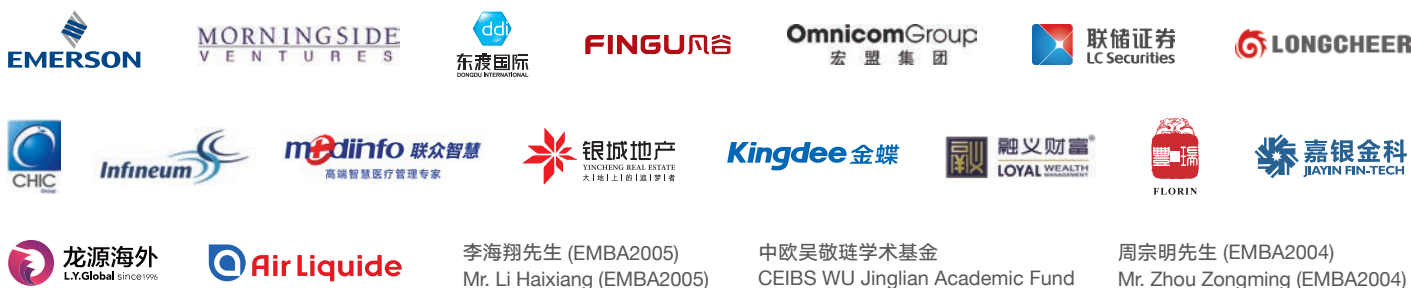 EMERSON
MORNINGSIDE
VENTURES
ddi
东渡国际
DONGDU INTERNATIONAL
FINGU凡谷
OmnicomGroup
宏盟集团
联储证券
LC Securities
LONGCHEER
CHIC
Group
Infineum
medinfo 联众智慧
高端智慧医疗管理专家
银城地产
YINCHENG REAL ESTATE
大|地|上|的|追|梦|者
Kingdee 金蝶
融义财富®
LOYAL WEALTH
MANAGEMENT
豐瑞
FLORIN
嘉银金科
JIAYIN FIN-TECH
龙源海外
L.Y.Global since1996
Air Liquide
李海翔先生 (EMBA2005)
Mr. Li Haixiang (EMBA2005)
中欧吴敬琏学术基金
CEIBS WU Jinglian Academic Fund
周宗明先生 (EMBA2004)
Mr. Zhou Zongming (EMBA2004)